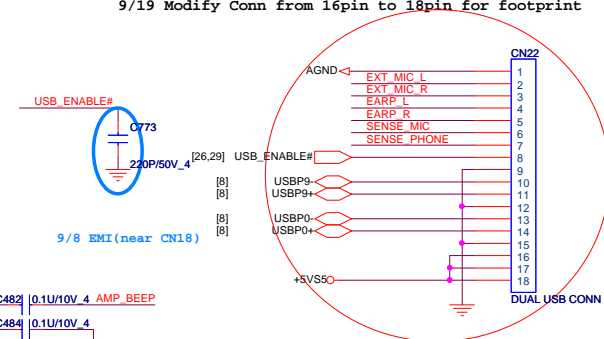 9/19 Modify Conn from 16pin to 18pin for footprint
CN22
AGND
1
EXT_MIC_L
2
EXT_MIC_R
3
EARP_L
4
EARP_R
5
SENSE_MIC
6
SENSE_PHONE
7
[26,29] USB_ENABLE#
8
9
[8] USBP9-
10
[8] USBP9+
11
12
[8] USBP0-
13
[8] USBP0+
14
15
16
17
+5VS5
18
DUAL USB CONN
USB_ENABLE#
C773
220P/50V_4
9/8 EMI(near CN18)
C482 0.1U/10V_4 AMP_BEEP
C484 0.1U/10V_4